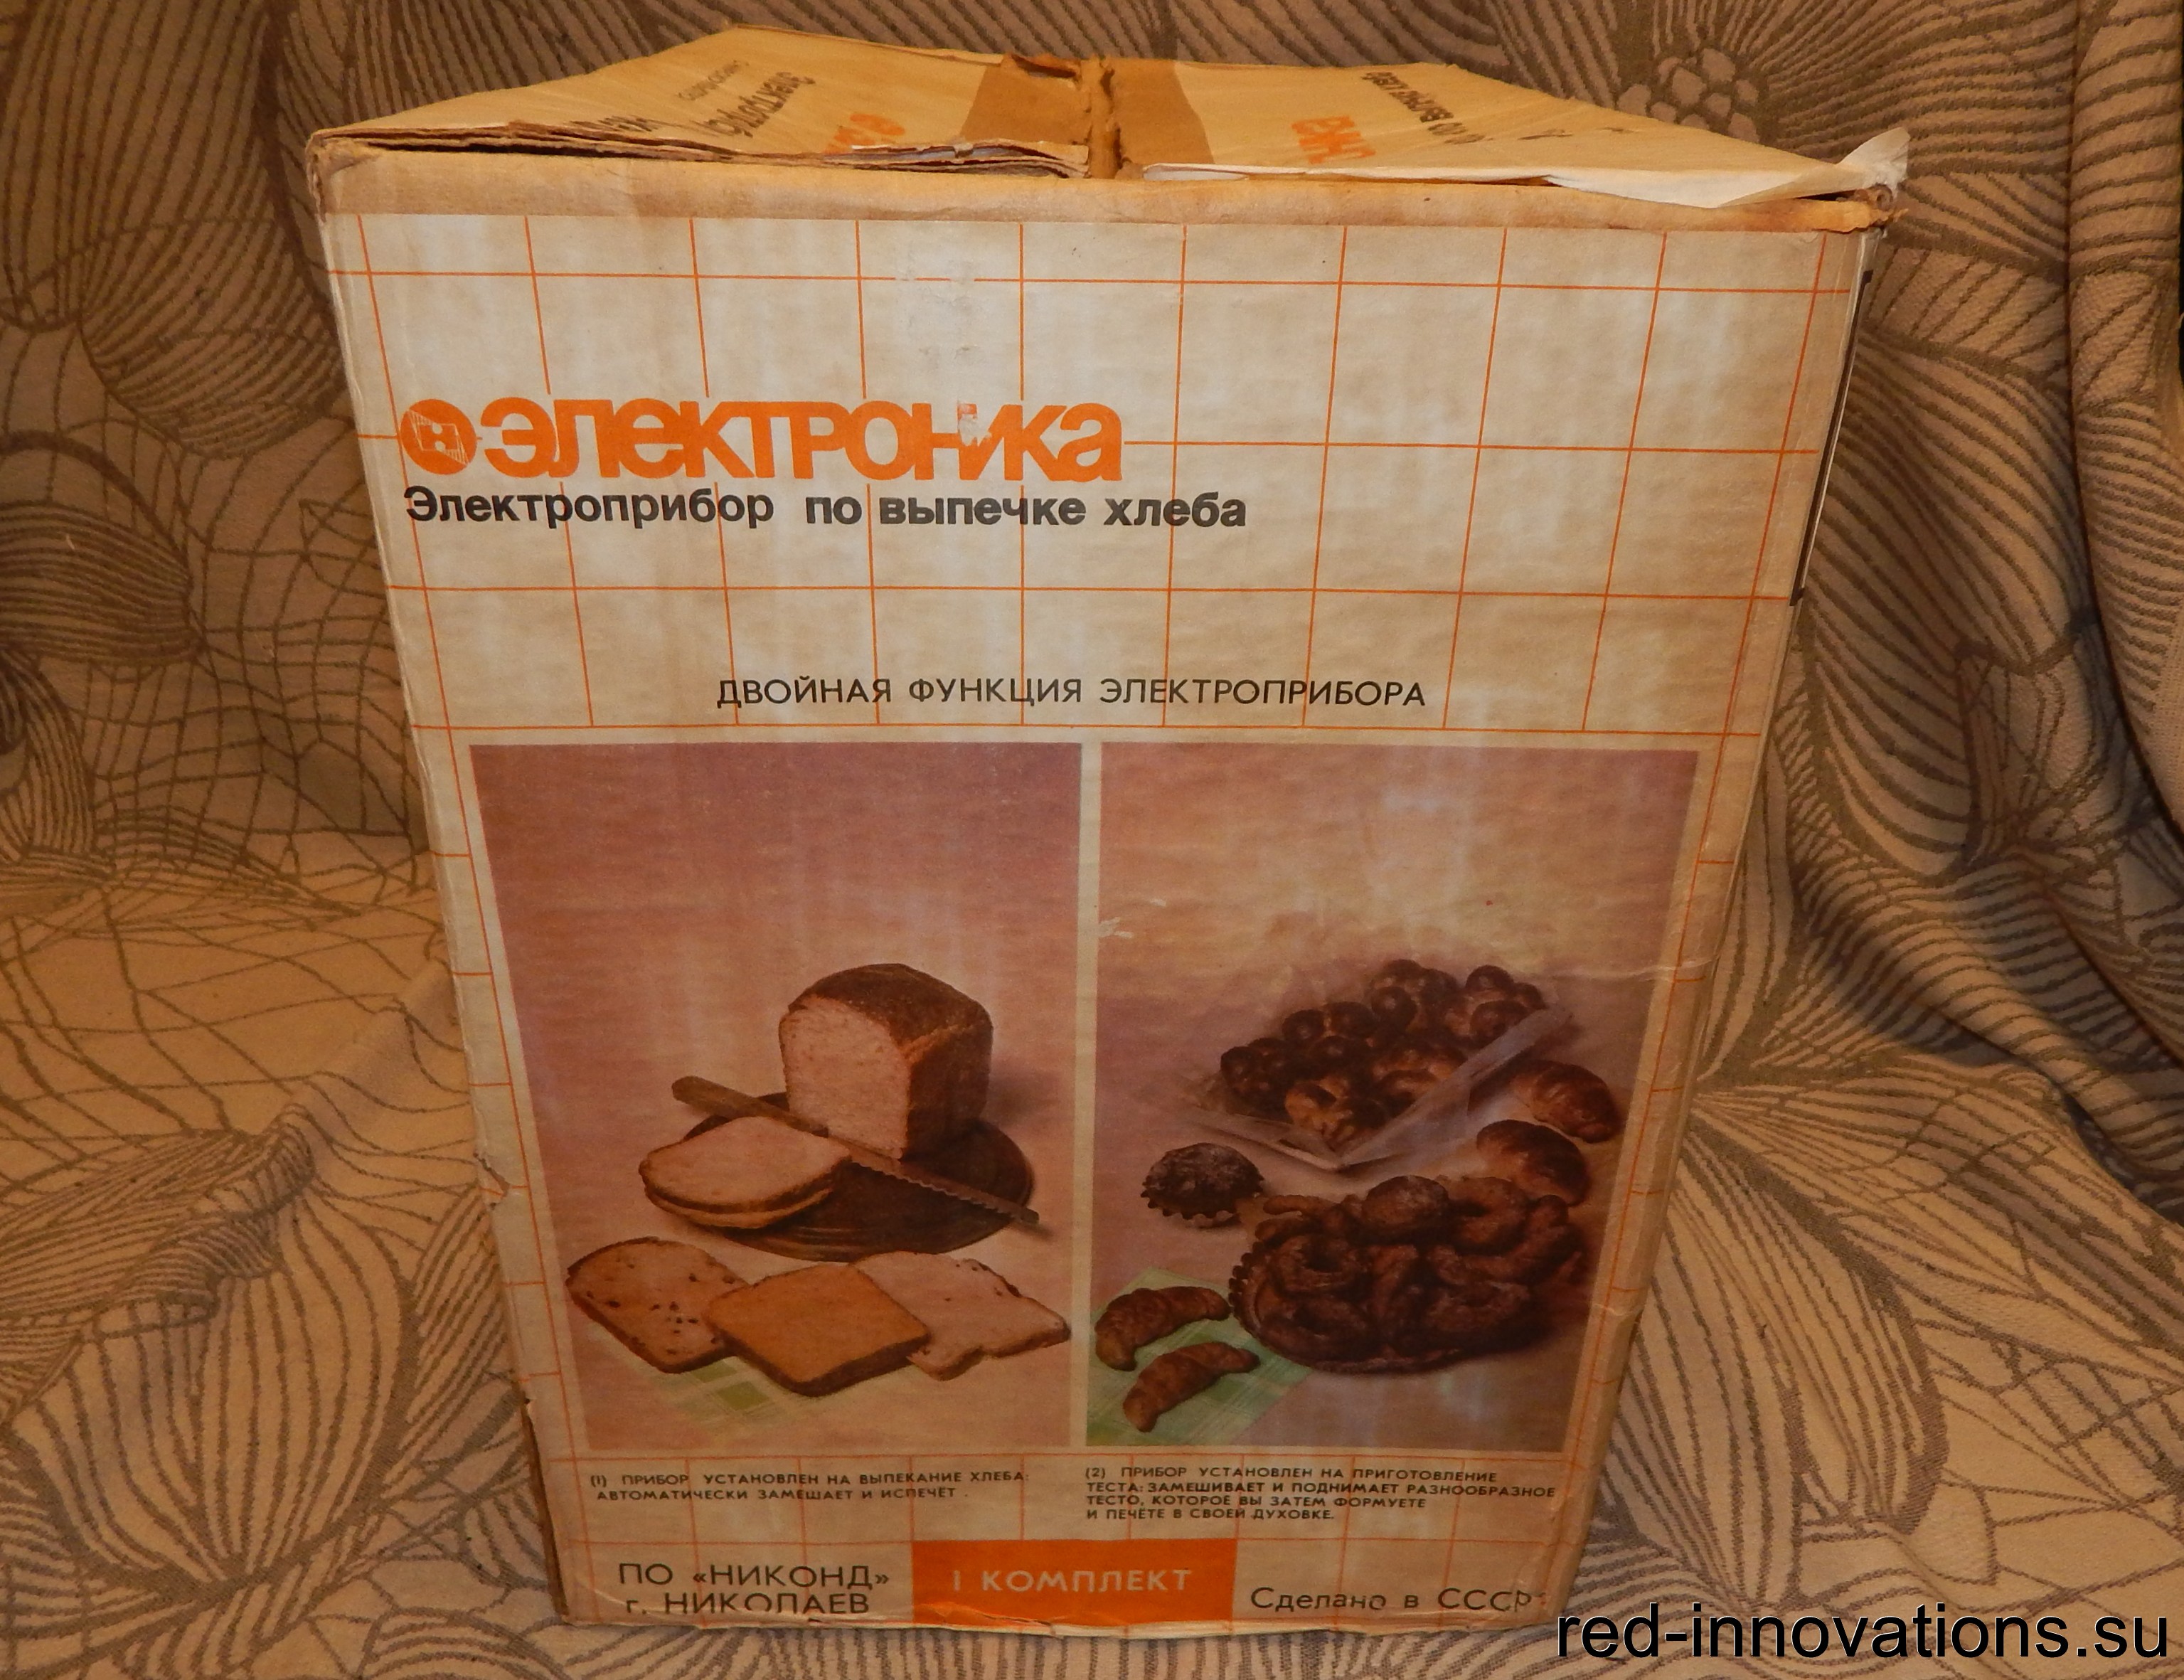 ЭЛЕКТРОНИКА
Электроприбор по выпечке хлеба
ДВОЙНАЯ ФУНКЦИЯ ЭЛЕКТРОПРИБОРА
(1) ПРИБОР УСТАНОВЛЕН НА ВЫПЕКАНИЕ ХЛЕБА:
АВТОМАТИЧЕСКИ ЗАМЕШАЕТ И ИСПЕЧЁТ.
(2) ПРИБОР УСТАНОВЛЕН НА ПРИГОТОВЛЕНИЕ
ТЕСТА: ЗАМЕШИВАЕТ И ПОДНИМАЕТ РАЗНООБРАЗНОЕ
ТЕСТО, КОТОРОЕ ВЫ ЗАТЕМ ФОРМУЕТЕ
И ПЕЧЁТЕ В СВОЕЙ ДУХОВКЕ.
ПО «НИКОНД»
г. НИКОЛАЕВ
1 КОМПЛЕКТ
Сделано в СССР
red-innovations.su